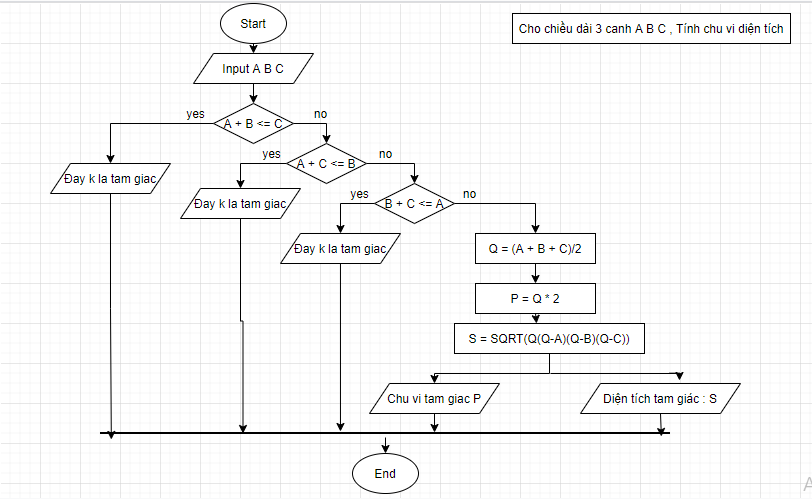 Start
Cho chiều dài 3 canh A B C , Tính chu vi diện tích
Input A B C
yes
A + B <= C
no
yes
A + C <= B
no
Đay k la tam giac
yes
B + C <= A
no
Đay k la tam giac
Đay k la tam giac
Q = (A + B + C)/2
P = Q * 2
S = SQRT(Q(Q-A)(Q-B)(Q-C))
Chu vi tam giac P
Diện tích tam giác : S
End